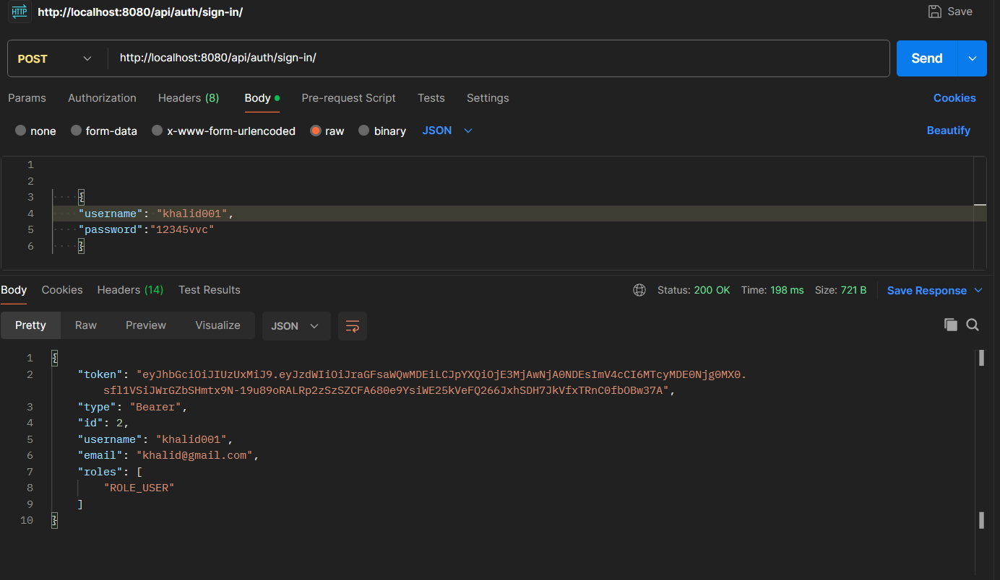 HTTP http://localhost:8080/api/auth/sign-in/ Save
POST http://localhost:8080/api/auth/sign-in/ Send
Params Authorization Headers (8) Body Pre-request Script Tests Settings Cookies
none form-data x-www-form-urlencoded raw binary JSON Beautify
1
2
3 {
4 "username": "khalid001",
5 "password":"12345vvc"
6 }
Body Cookies Headers (14) Test Results Status: 200 OK Time: 198 ms Size: 721 B Save Response
Pretty Raw Preview Visualize JSON
1 {
2 "token": "eyJhbGciOiJIUzUxMiJ9.eyJzdWIiOiJraGFsaWQwMDEiLCJpYXQiOjE3MjAwNjA0NDEsImV4cCI6MTcyMDE0Njg0MX0.
sfl1VSiJWrGZbSHmtx9N-19u89oRALRp2zSzSZCFA680e9YsiWE25kVeFQ266JxhSDH7JkVfxTRnC0fbOBw37A",
3 "type": "Bearer",
4 "id": 2,
5 "username": "khalid001",
6 "email": "khalid@gmail.com",
7 "roles": [
8 "ROLE_USER"
9 ]
10 }